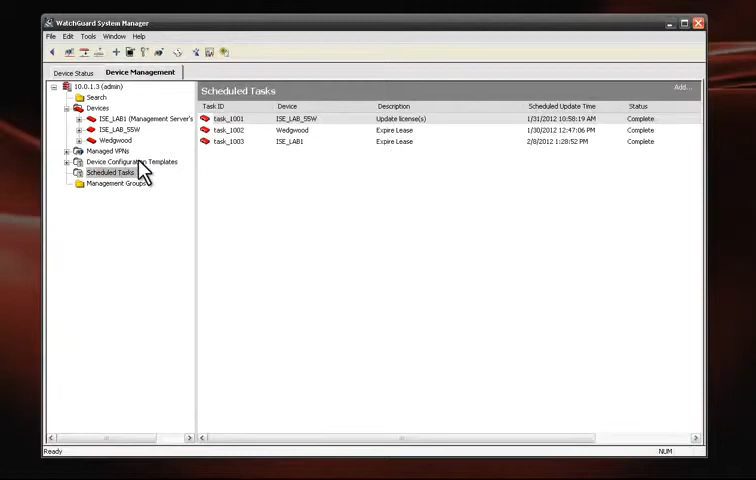 WatchGuard System Manager
File Edit Tools Window Help
Device Status Device Management
10.0.1.3 (admin)
Search
Devices
ISE_LAB1 (Management Server's
ISE_LAB_55W
Wedgwood
Managed VPNs
Device Configuration Templates
Scheduled Tasks
Management Groups
Scheduled Tasks Add...
Task ID Device Description Scheduled Update Time Status
task_1001 ISE_LAB_55W Update license(s) 1/31/2012 10:58:19 AM Complete
task_1002 Wedgwood Expire Lease 1/30/2012 12:47:06 PM Complete
task_1003 ISE_LAB1 Expire Lease 2/8/2012 1:28:52 PM Complete
Ready NUM